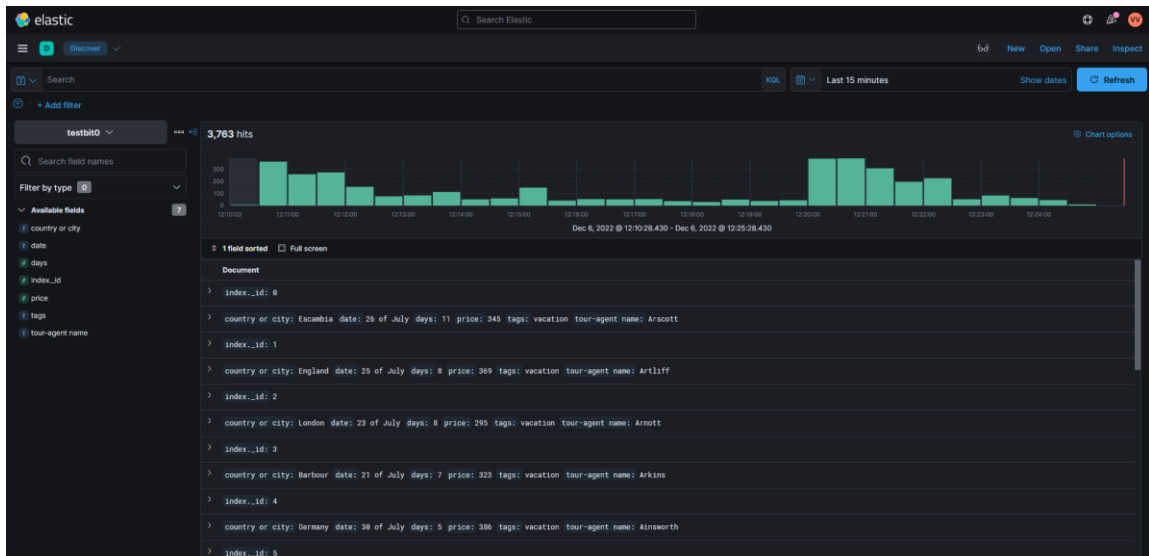 elastic
Search Elastic
VV
D
Discover
New Open Share Inspect
Search
KQL
Last 15 minutes
Show dates
Refresh
+ Add filter
testbit0
3,763 hits
Chart options
Search field names
Filter by type 0
Available fields 7
t country or city
t date
# days
# index._id
# price
t tags
t tour-agent name
300
200
100
0
12:10:00 12:11:00 12:12:00 12:13:00 12:14:00 12:15:00 12:16:00 12:17:00 12:18:00 12:19:00 12:20:00 12:21:00 12:22:00 12:23:00 12:24:00
Dec 6, 2022 @ 12:10:28.430 - Dec 6, 2022 @ 12:25:28.430
1 field sorted Full screen
Document
index._id: 0
country or city: Escambia date: 26 of July days: 11 price: 345 tags: vacation tour-agent name: Arscott
index._id: 1
country or city: England date: 25 of July days: 8 price: 369 tags: vacation tour-agent name: Artliff
index._id: 2
country or city: London date: 23 of July days: 8 price: 295 tags: vacation tour-agent name: Arnott
index._id: 3
country or city: Barbour date: 21 of July days: 7 price: 323 tags: vacation tour-agent name: Arkins
index._id: 4
country or city: Germany date: 30 of July days: 5 price: 386 tags: vacation tour-agent name: Ainsworth
index._id: 5